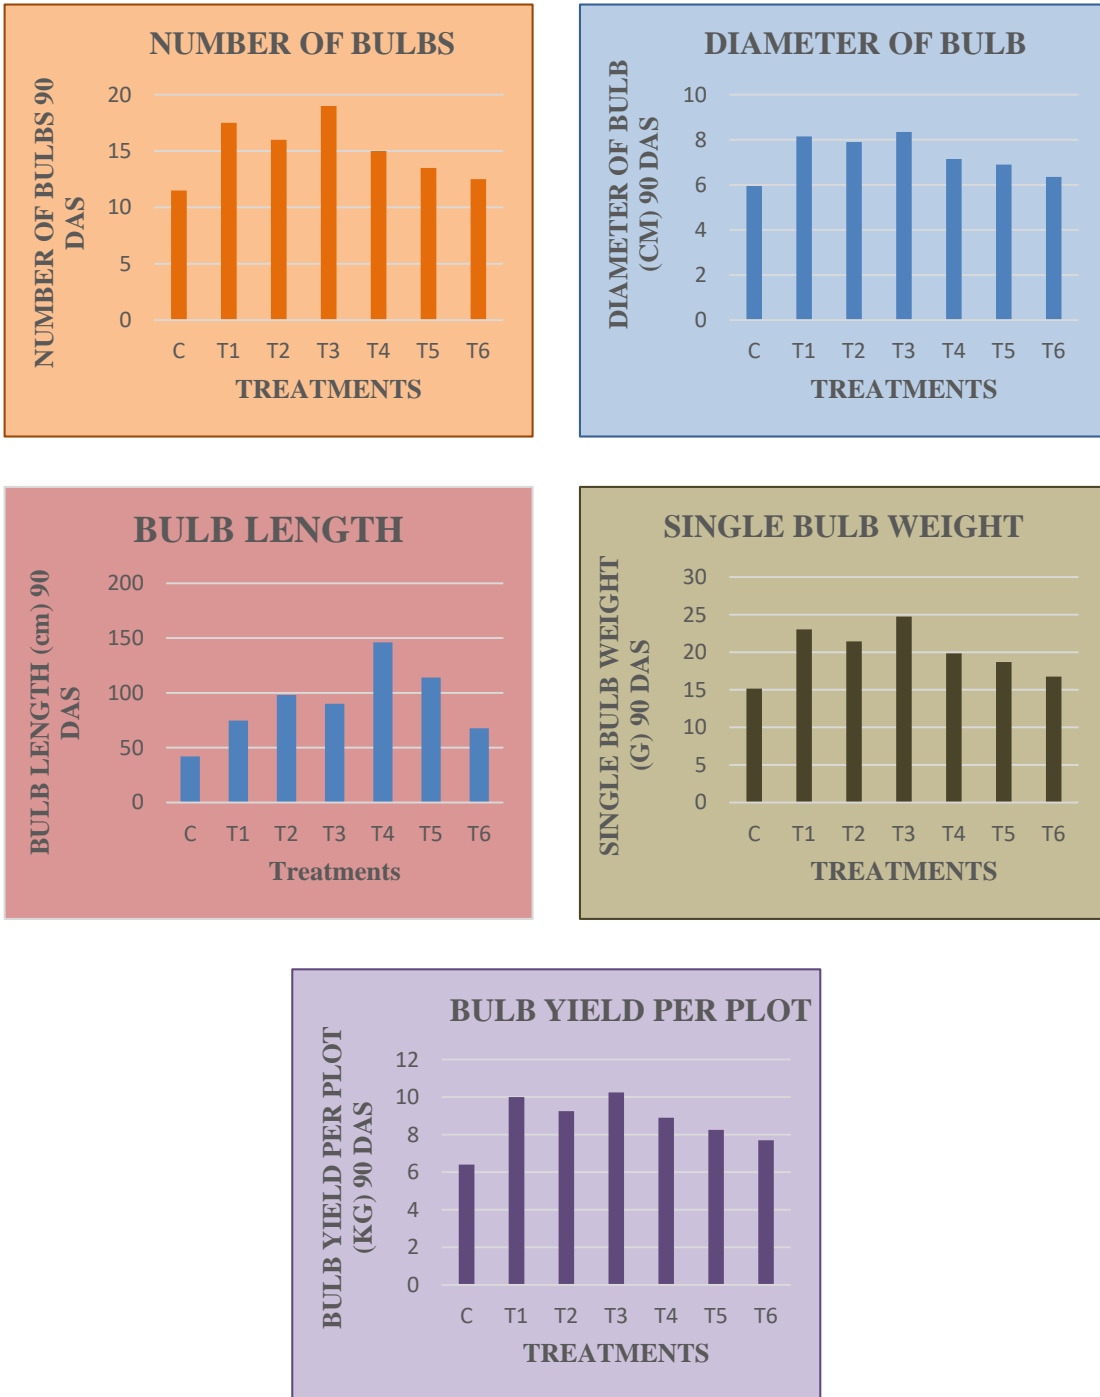 NUMBER OF BULBS
NUMBER OF BULBS 90
DAS
20
15
10
5
0
C T1 T2 T3 T4 T5 T6
TREATMENTS
DIAMETER OF BULB
DIAMETER OF BULB
(CM) 90 DAS
10
8
6
4
2
0
C T1 T2 T3 T4 T5 T6
TREATMENTS
BULB LENGTH
BULB LENGTH (cm) 90
DAS
200
150
100
50
0
C T1 T2 T3 T4 T5 T6
Treatments
SINGLE BULB WEIGHT
SINGLE BULB WEIGHT
(G) 90 DAS
30
25
20
15
10
5
0
C T1 T2 T3 T4 T5 T6
TREATMENTS
BULB YIELD PER PLOT
BULB YIELD PER PLOT
(KG) 90 DAS
12
10
8
6
4
2
0
C T1 T2 T3 T4 T5 T6
TREATMENTS